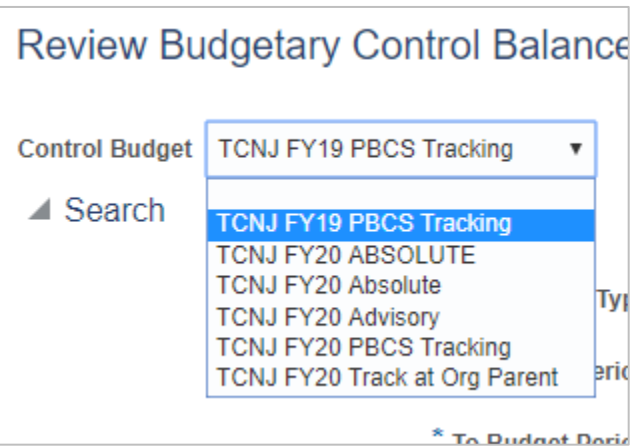 Review Budgetary Control Balance
Control Budget TCNJ FY19 PBCS Tracking
Search
TCNJ FY19 PBCS Tracking
TCNJ FY20 ABSOLUTE
TCNJ FY20 Absolute
TCNJ FY20 Advisory
TCNJ FY20 PBCS Tracking
TCNJ FY20 Track at Org Parent
* To Budget